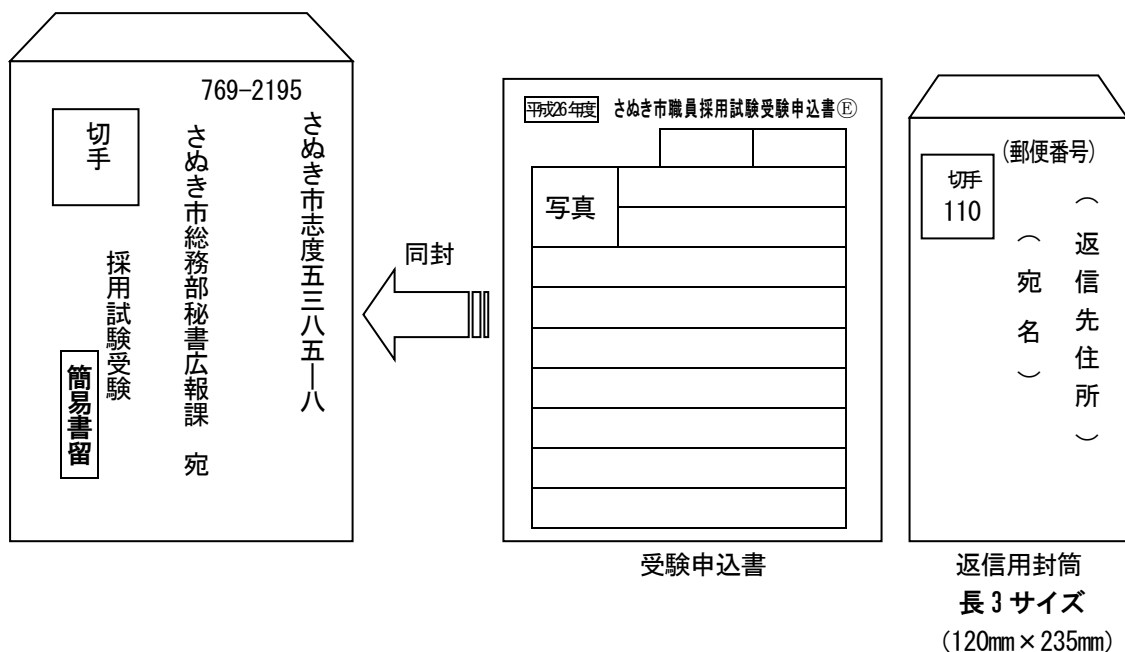 769-2195
切手
さぬき市志度五三八五―八
さぬき市総務部秘書広報課 宛
採用試験受験
簡易書留
同封
平成26年度 さぬき市職員採用試験受験申込書Ⓔ
写真
受験申込書
(郵便番号)
切手
110
(返信先住所)
(宛名)
返信用封筒
長3サイズ
(120mm×235mm)